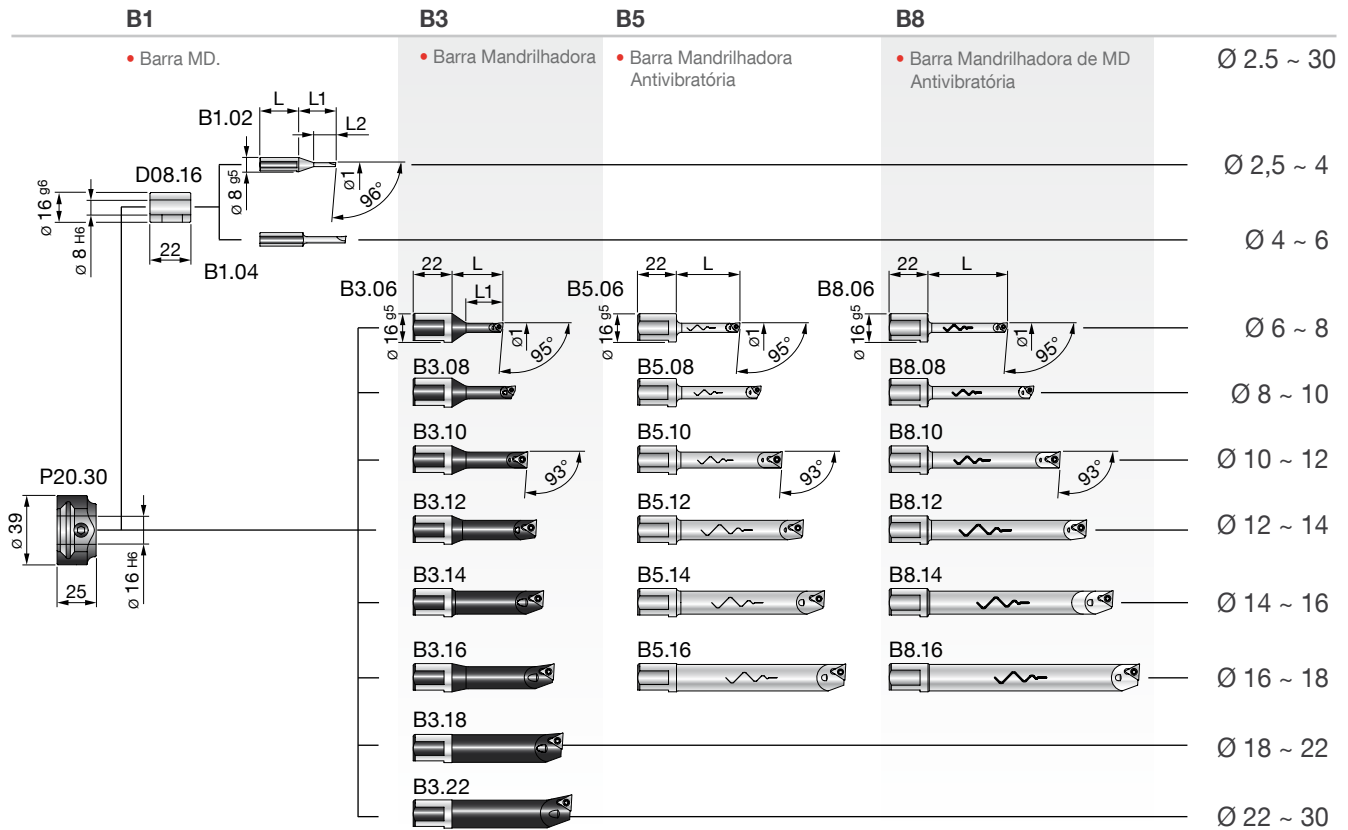 B1 B3 B5 B8
• Barra MD. • Barra Mandrilhadora • Barra Mandrilhadora • Barra Mandrilhadora de MD Ø 2.5 ~ 30
Antivibratória Antivibratória
L L1
B1.02 L2
D08.16
Ø 8 g5 Ø1 96° Ø 2,5 ~ 4
Ø 16 g6
Ø 8 H6
22
B1.04 Ø 4 ~ 6
22 L 22 L 22 L
B3.06 L1 B5.06 B8.06
Ø 16 g5 Ø1 95° Ø 16 g5 Ø1 95° Ø 16 g5 Ø1 95° Ø 6 ~ 8
B3.08 B5.08 B8.08
Ø 8 ~ 10
B3.10 B5.10 B8.10
93° 93° 93° Ø 10 ~ 12
P20.30
B3.12 B5.12 B8.12
Ø 39 Ø 12 ~ 14
Ø 16 H6
25
B3.14 B5.14 B8.14
Ø 14 ~ 16
B3.16 B5.16 B8.16
Ø 16 ~ 18
B3.18
Ø 18 ~ 22
B3.22
Ø 22 ~ 30